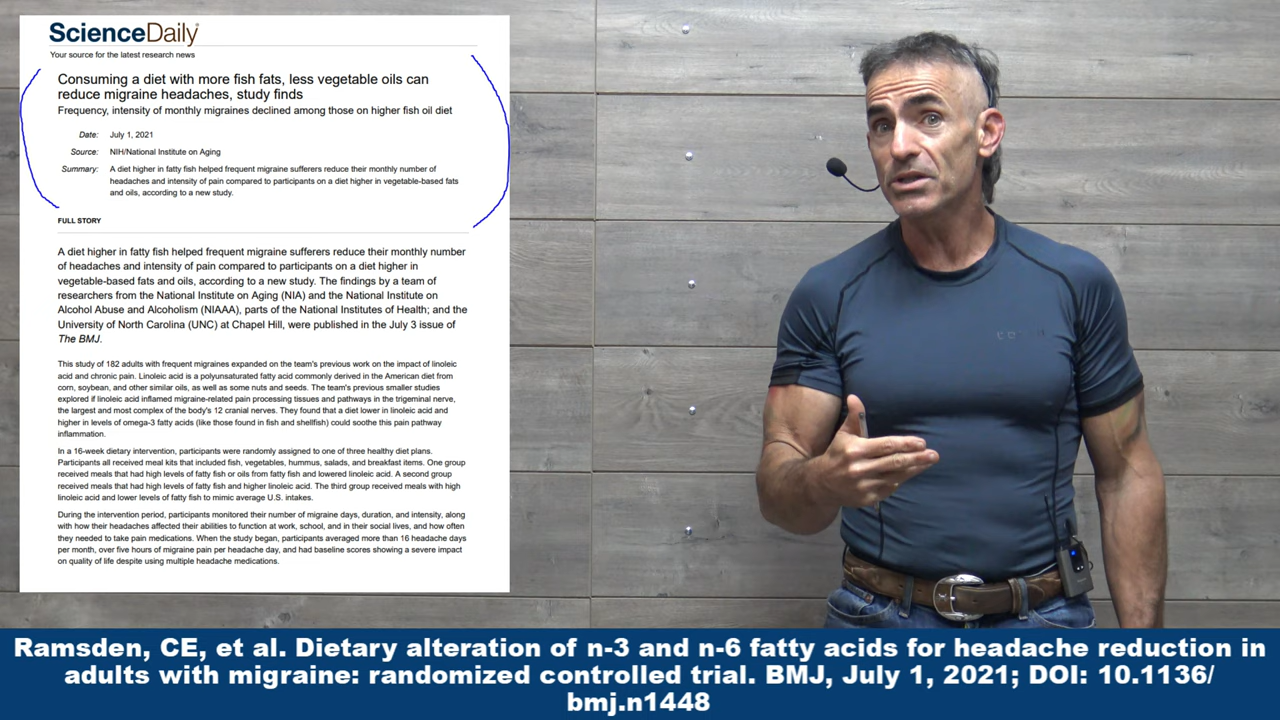 ScienceDaily
Your source for the latest research news
Consuming a diet with more fish fats, less vegetable oils can
reduce migraine headaches, study finds
Frequency, intensity of monthly migraines declined among those on higher fish oil diet
Date: July 1, 2021
Source: NIH/National Institute on Aging
Summary: A diet higher in fatty fish helped frequent migraine sufferers reduce their monthly number of
headaches and intensity of pain compared to participants on a diet higher in vegetable-based fats
and oils, according to a new study.
FULL STORY
A diet higher in fatty fish helped frequent migraine sufferers reduce their monthly number
of headaches and intensity of pain compared to participants on a diet higher in
vegetable-based fats and oils, according to a new study. The findings by a team of
researchers from the National Institute on Aging (NIA) and the National Institute on
Alcohol Abuse and Alcoholism (NIAAA), parts of the National Institutes of Health; and the
University of North Carolina (UNC) at Chapel Hill, were published in the July 3 issue of
The BMJ.
This study of 182 adults with frequent migraines expanded on the team's previous work on the impact of linoleic
acid and chronic pain. Linoleic is a polyunsaturated fatty acid commonly derived in the American diet from
corn, soybean, and other similar oils, as well as some nuts and seeds. The team's previous smaller studies
explored if linoleic acid inflamed migraine-related pain processing tissues and pathways in the trigeminal nerve,
the largest and most complex of the body's 12 cranial nerves. They found that a diet lower in linoleic acid and
higher in levels of omega-3 fatty acids (like those found in fish and shellfish) could soothe this pain pathway
inflammation.
In a 16-week dietary intervention, participants were randomly assigned to one of three healthy diet plans.
Participants all received meal kits that included fish, vegetables, hummus, salads, and breakfast items. One group
received meals that had high levels of fatty fish or oils from fatty fish and lowered linoleic acid. A second group
received meals that had high levels of fatty fish and higher linoleic acid. The third group received meals with high
linoleic acid and lower levels of fatty fish to mimic average U.S. intakes.
During the intervention period, participants monitored their number of migraine days, duration, and intensity, along
with how their headaches affected their abilities to function at work, school, and in their social lives, and how often
they needed to take pain medications. When the study began, participants averaged more than 16 headache days
per month, over five hours of migraine pain per headache day, and had baseline scores showing a severe impact
on quality of life despite using multiple headache medications.
Ramsden, CE, et al. Dietary alteration of n-3 and n-6 fatty acids for headache reduction in
adults with migraine: randomized controlled trial. BMJ, July 1, 2021; DOI: 10.1136/
bmj.n1448